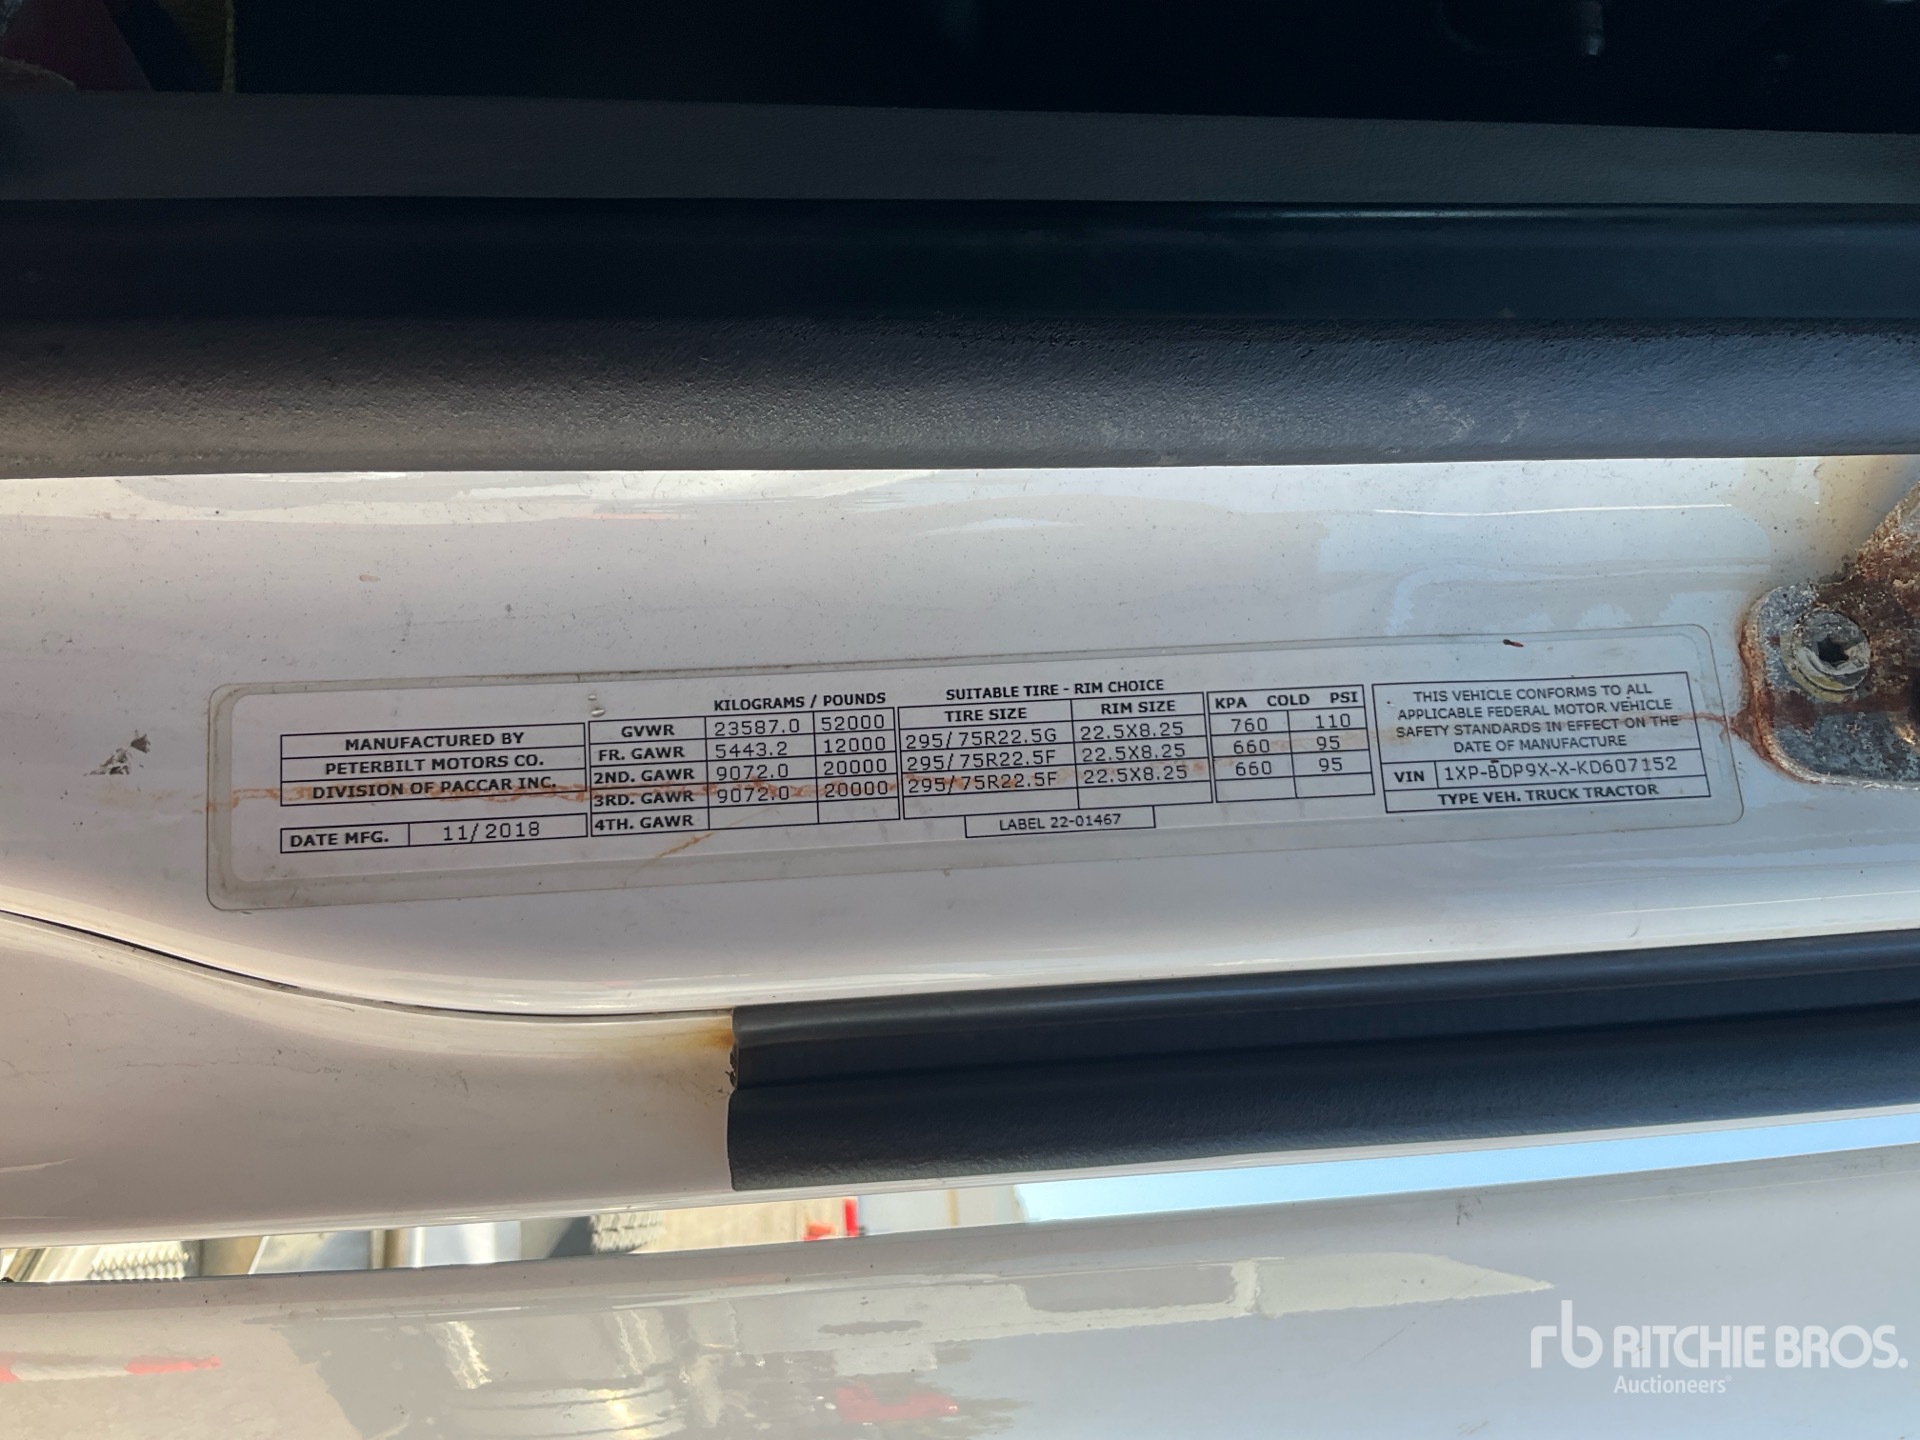 MANUFACTURED BY
PETERBILT MOTORS CO.
DIVISION OF PACCAR INC.
DATE MFG. 11/2018
KILOGRAMS / POUNDS
GVWR 23587.0 52000
FR. GAWR 5443.2 12000
2ND. GAWR 9072.0 20000
3RD. GAWR 9072.0 20000
4TH. GAWR
SUITABLE TIRE - RIM CHOICE
TIRE SIZE RIM SIZE
295/75R22.5G 22.5X8.25
295/75R22.5F 22.5X8.25
295/75R22.5F 22.5X8.25
LABEL 22-01467
KPA COLD PSI
760 110
660 95
660 95
THIS VEHICLE CONFORMS TO ALL
APPLICABLE FEDERAL MOTOR VEHICLE
SAFETY STANDARDS IN EFFECT ON THE
DATE OF MANUFACTURE
VIN 1XP-BDP9X-X-KD607152
TYPE VEH. TRUCK TRACTOR
rb RITCHIE BROS.
Auctioneers